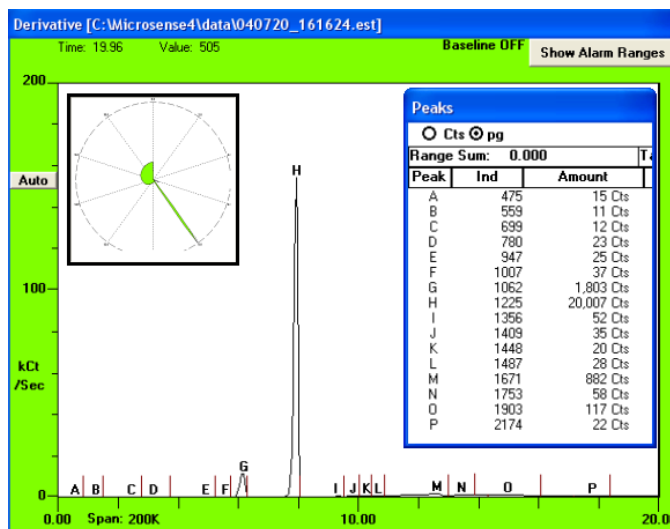 Derivative [C:\Microsense4\data\040720_161624.est]
Time: 19.96 Value: 505 Baseline OFF Show Alarm Ranges
200
Auto
100
kCt
/Sec
0
0.00 Span: 200K 10.00 20.0
A B C D E F G H I J K L M N O P
Peaks
Cts pg
Range Sum: 0.000 Ta
Peak Ind Amount
A 475 15 Cts
B 559 11 Cts
C 699 12 Cts
D 780 23 Cts
E 947 25 Cts
F 1007 37 Cts
G 1062 1,803 Cts
H 1225 20,007 Cts
I 1356 52 Cts
J 1409 35 Cts
K 1448 20 Cts
L 1487 28 Cts
M 1671 882 Cts
N 1753 58 Cts
O 1903 117 Cts
P 2174 22 Cts